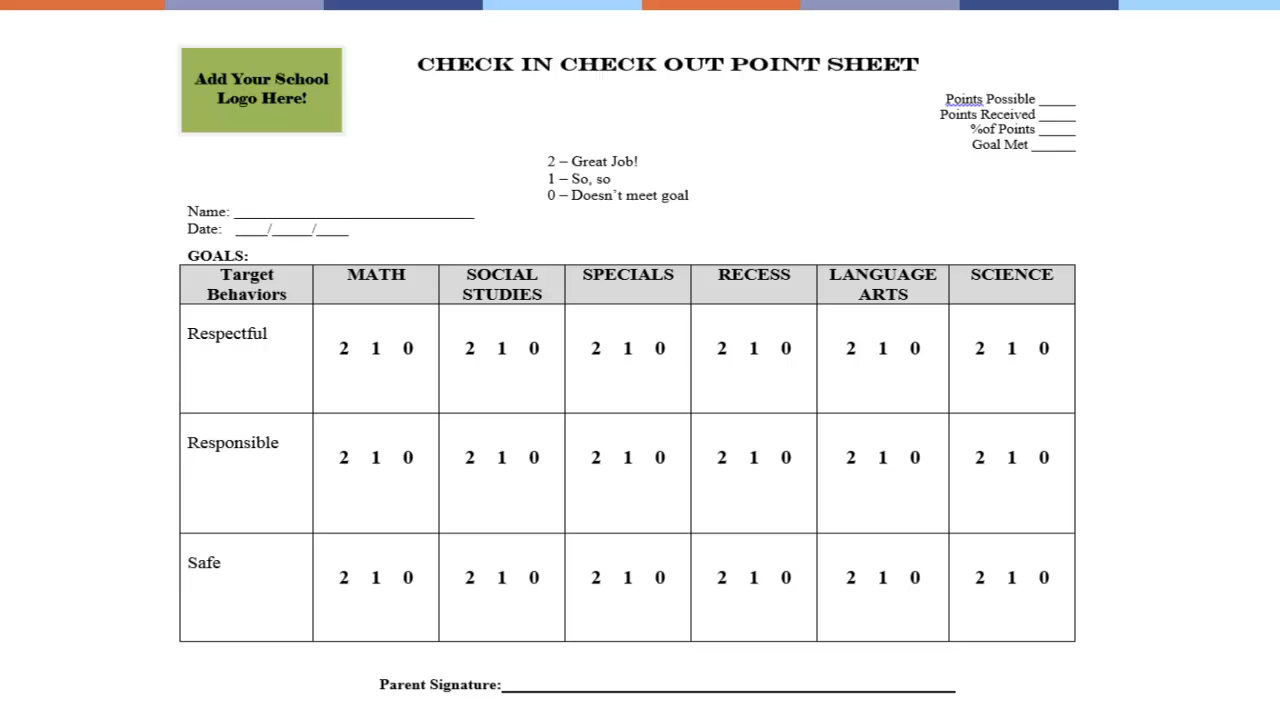 Add Your School
Logo Here!
CHECK IN CHECK OUT POINT SHEET
Points Possible _____
Points Received _____
%of Points _____
Goal Met ______
2 – Great Job!
1 – So, so
0 – Doesn’t meet goal
Name: ______________________________
Date: ____/_____/____
GOALS:
Target Behaviors MATH SOCIAL STUDIES SPECIALS RECESS LANGUAGE ARTS SCIENCE
Respectful
2 1 0 2 1 0 2 1 0 2 1 0 2 1 0 2 1 0
Responsible
2 1 0 2 1 0 2 1 0 2 1 0 2 1 0 2 1 0
Safe
2 1 0 2 1 0 2 1 0 2 1 0 2 1 0 2 1 0
Parent Signature:______________________________